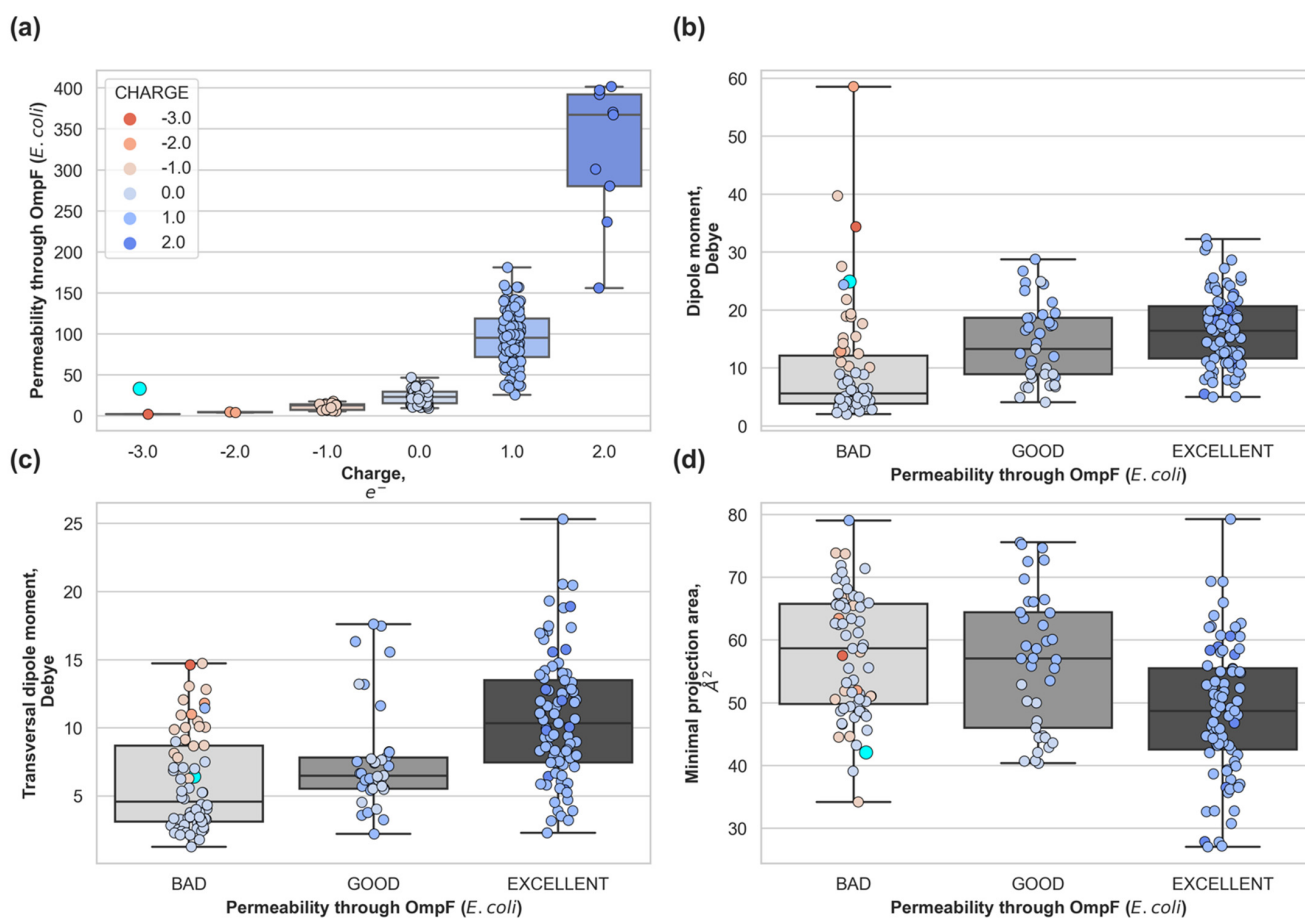 (a)
Permeability through OmpF (E. coli)
400
350
300
250
200
150
100
50
0
CHARGE
-3.0
-2.0
-1.0
0.0
1.0
2.0
-3.0 -2.0 -1.0 0.0 1.0 2.0
Charge,
e⁻
(b)
Dipole moment,
Debye
60
50
40
30
20
10
0
BAD GOOD EXCELLENT
Permeability through OmpF (E. coli)
(c)
Transversal dipole moment,
Debye
25
20
15
10
5
BAD GOOD EXCELLENT
Permeability through OmpF (E. coli)
(d)
Minimal projection area,
Å²
80
70
60
50
40
30
BAD GOOD EXCELLENT
Permeability through OmpF (E. coli)